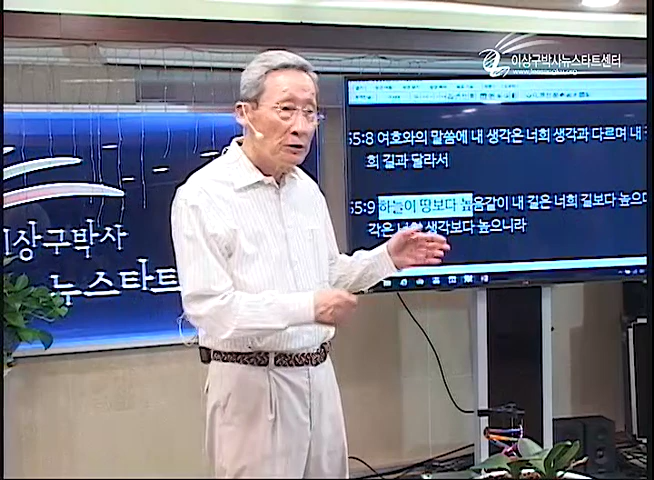 이상구박사뉴스타트센터
55:8 여호와의 말씀에 내 생각은 너희 생각과 다르며 내
희 길과 달라서
55:9 하늘이 땅보다 높음같이 내 길은 너희 길보다 높으
각은 너희 생각보다 높으니라
이상구박사
뉴스타트